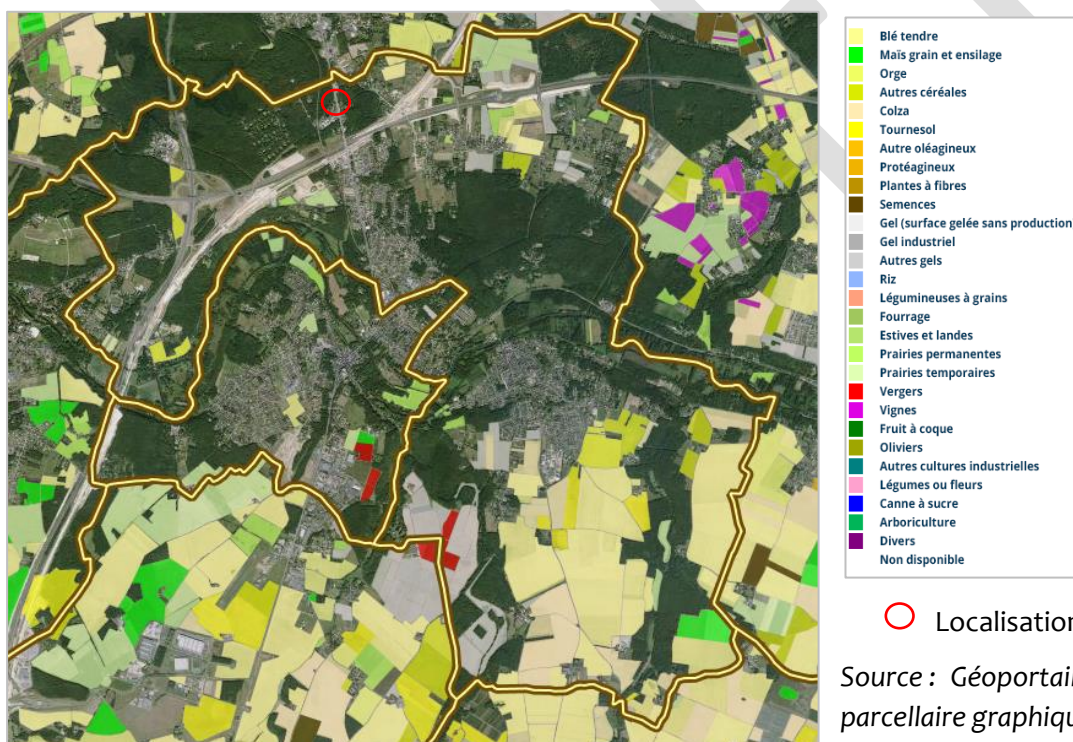 Blé tendre
Maïs grain et ensilage
Orge
Autres céréales
Colza
Tournesol
Autre oléagineux
Protéagineux
Plantes à fibres
Semences
Gel (surface gelée sans production
Gel industriel
Autres gels
Riz
Légumineuses à grains
Fourrage
Estives et landes
Prairies permanentes
Prairies temporaires
Vergers
Vignes
Fruit à coque
Oliviers
Autres cultures industrielles
Légumes ou fleurs
Canne à sucre
Arboriculture
Divers
Non disponible
Localisation
Source : Géoportai
parcellaire graphiqu